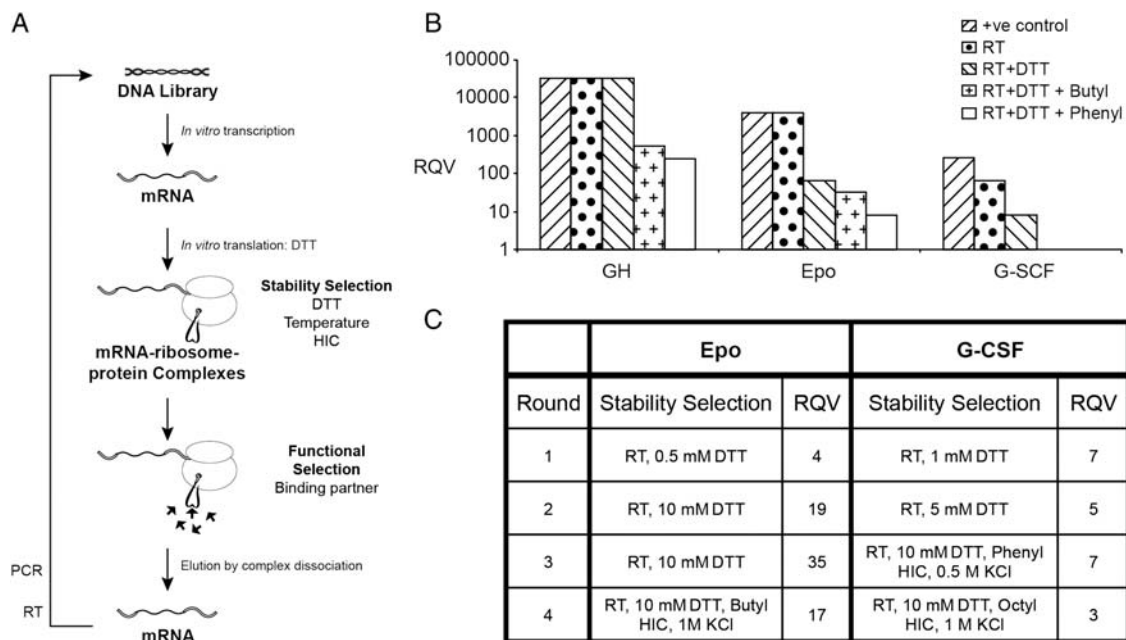 A
DNA Library
In vitro transcription
mRNA
In vitro translation: DTT
Stability Selection
DTT
Temperature
HIC
mRNA-ribosome-
protein Complexes
Functional
Selection
Binding partner
Elution by complex dissociation
PCR
RT
mRNA
B
+ve control
RT
RT+DTT
RT+DTT + Butyl
RT+DTT + Phenyl
100000
10000
1000
100
10
1
RQV
GH Epo G-SCF
C
Epo G-CSF
Round Stability Selection RQV Stability Selection RQV
1 RT, 0.5 mM DTT 4 RT, 1 mM DTT 7
2 RT, 10 mM DTT 19 RT, 5 mM DTT 5
3 RT, 10 mM DTT 35 RT, 10 mM DTT, Phenyl
HIC, 0.5 M KCl 7
4 RT, 10 mM DTT, Butyl
HIC, 1M KCl 17 RT, 10 mM DTT, Octyl
HIC, 1 M KCl 3